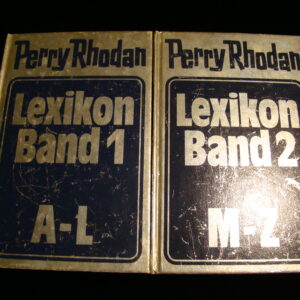 Perry Rhodan
Lexikon
Band 1
A-L
Perry Rhodan
Lexikon
Band 2
M-Z